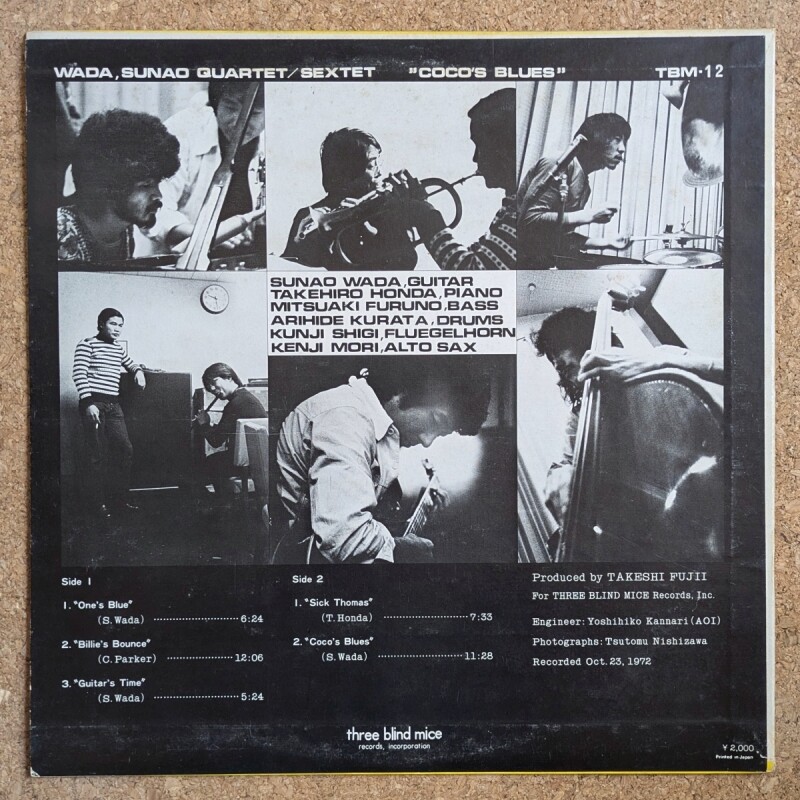 WADA, SUNAO QUARTET/SEXTET "COCO'S BLUES" TBM-12
SUNAO WADA, GUITAR
TAKEHIRO HONDA, PIANO
MITSUAKI FURUNO, BASS
ARIHIDE KURATA, DRUMS
KUNJI SHIGI, FLUEGELHORN
KENJI MORI, ALTO SAX
Side 1
1. "One's Blue"
(S. Wada) 6:24
2. "Billie's Bounce"
(C. Parker) 12:06
3. "Guitar's Time"
(S. Wada) 5:24
Side 2
1. "Sick Thomas"
(T. Honda) 7:33
2. "Coco's Blues"
(S. Wada) 11:28
Produced by TAKESHI FUJII
For THREE BLIND MICE Records, Inc.
Engineer: Yoshihiko Kannari (AOI)
Photographs: Tsutomu Nishizawa
Recorded Oct. 23, 1972
three blind mice
records, incorporation
¥ 2,000
Printed in Japan